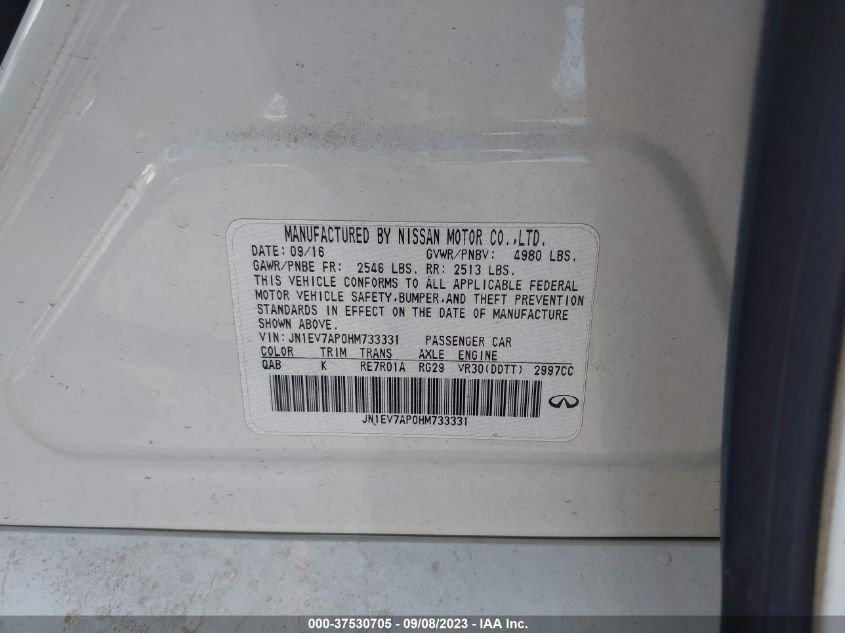 MANUFACTURED BY NISSAN MOTOR CO.,LTD.
DATE: 09/16 GVWR/PNBV: 4980 LBS.
GAWR/PNBE FR: 2546 LBS. RR: 2513 LBS.
THIS VEHICLE CONFORMS TO ALL APPLICABLE FEDERAL
MOTOR VEHICLE SAFETY,BUMPER,AND THEFT PREVENTION
STANDARDS IN EFFECT ON THE DATE OF MANUFACTURE
SHOWN ABOVE.
VIN: JN1EV7AP0HM733331 PASSENGER CAR
COLOR TRIM TRANS AXLE ENGINE
QAB K RE7R01A RG29 VR30(DDTT) 2997CC
JN1EV7AP0HM733331
000-37530705 - 09/08/2023 - IAA Inc.